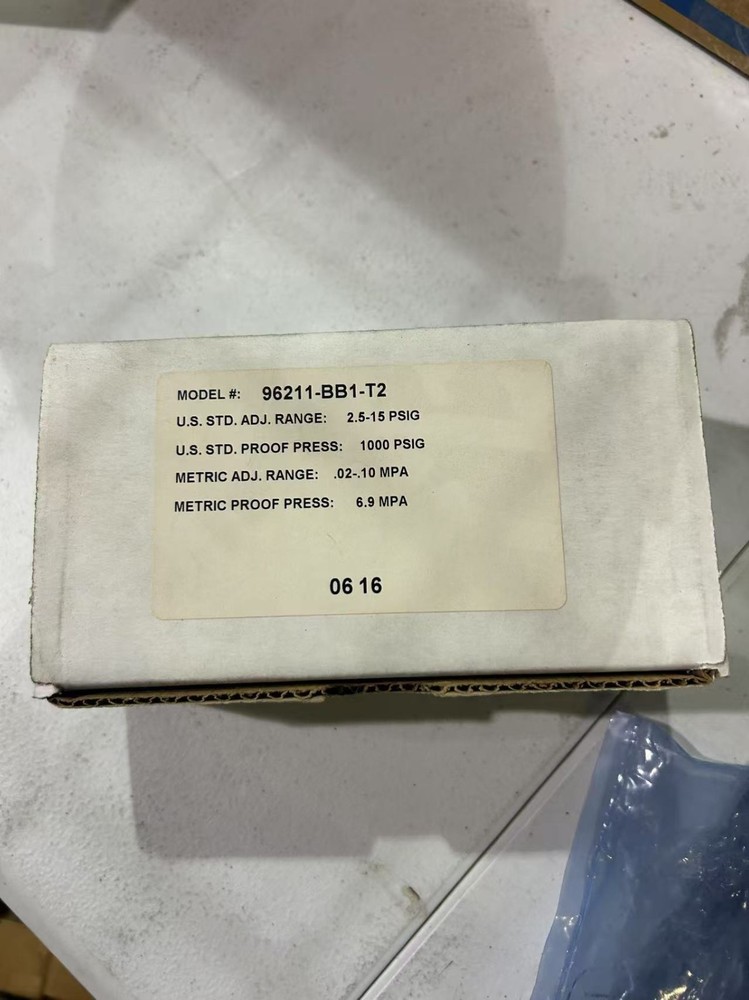 MODEL #: 96211-BB1-T2
U.S. STD. ADJ. RANGE: 2.5-15 PSIG
U.S. STD. PROOF PRESS: 1000 PSIG
METRIC ADJ. RANGE: .02-.10 MPA
METRIC PROOF PRESS: 6.9 MPA
06 16